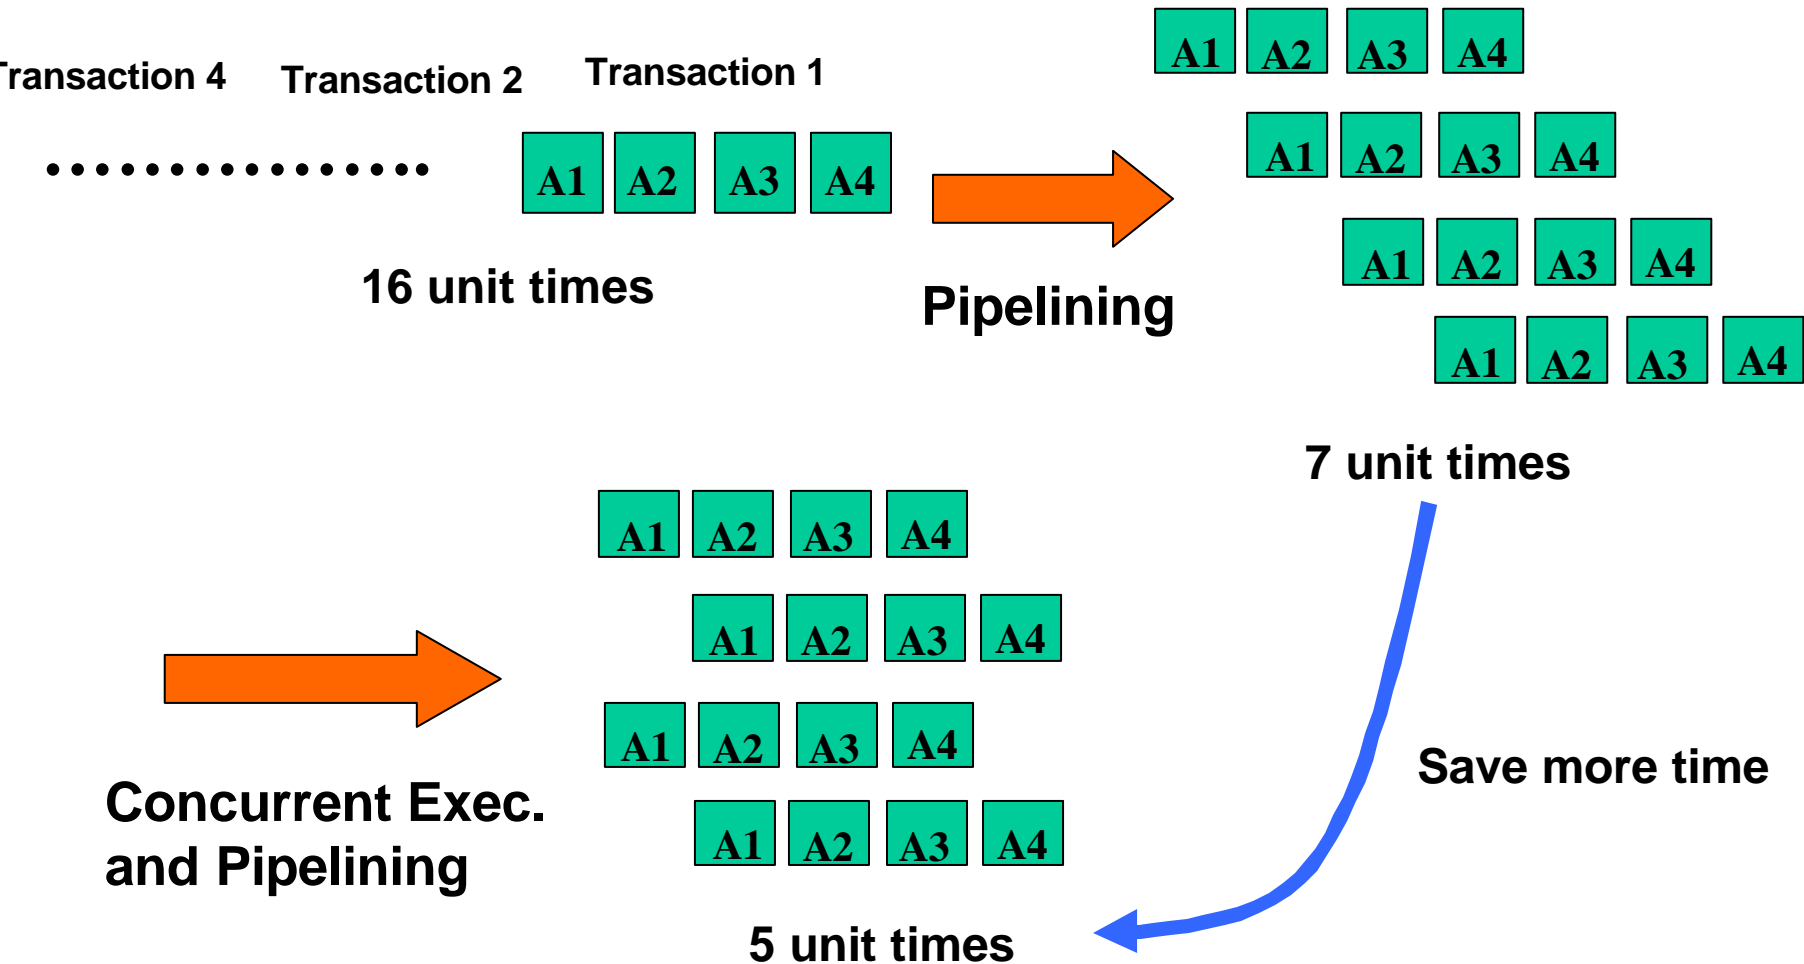 Transaction 4 Transaction 2 Transaction 1
A1 A2 A3 A4
16 unit times
Pipelining
A1 A2 A3 A4
A1 A2 A3 A4
A1 A2 A3 A4
A1 A2 A3 A4
7 unit times
Concurrent Exec.
and Pipelining
A1 A2 A3 A4
A1 A2 A3 A4
A1 A2 A3 A4
A1 A2 A3 A4
5 unit times
Save more time